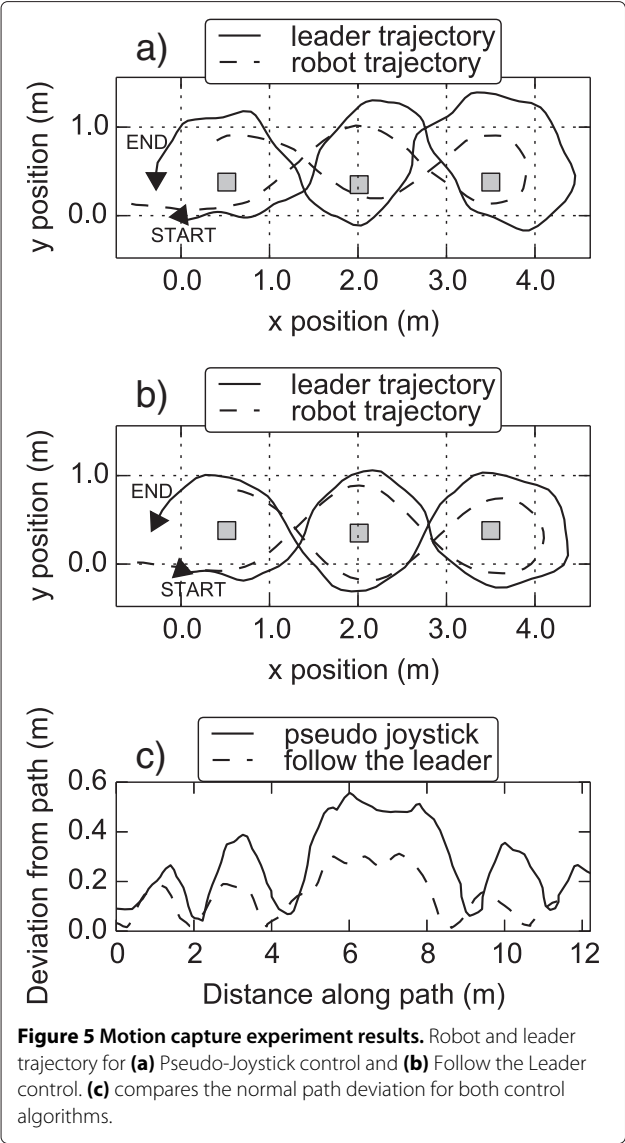 a)
leader trajectory
robot trajectory
y position (m)
1.0
0.0
END
START
0.0 1.0 2.0 3.0 4.0
x position (m)
b)
leader trajectory
robot trajectory
y position (m)
1.0
0.0
END
START
0.0 1.0 2.0 3.0 4.0
x position (m)
c)
pseudo joystick
follow the leader
Deviation from path (m)
0.6
0.4
0.2
0.0
0 2 4 6 8 10 12
Distance along path (m)
Figure 5 Motion capture experiment results. Robot and leader
trajectory for (a) Pseudo-Joystick control and (b) Follow the Leader
control. (c) compares the normal path deviation for both control
algorithms.